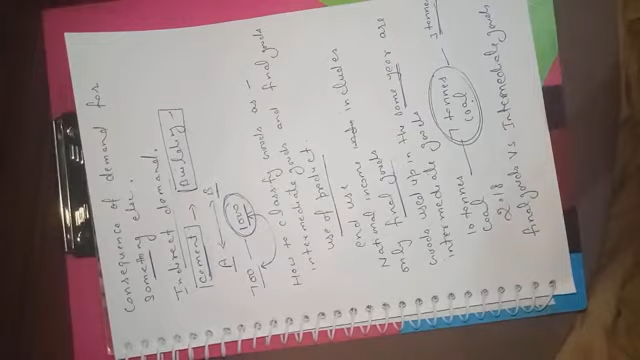 Consequence of demand for
something else.
Indirect demand.
Cement → Building
A ← → B
700 1000
How to classify goods as -
intermediate goods and final goods
use of product.
end use
National income includes
only final goods
Goods used up in the same year are
intermediate goods
10 tonnes — 7 tonnes — 3 tonnes
coal coal
2.18
final goods vs Intermediate goods